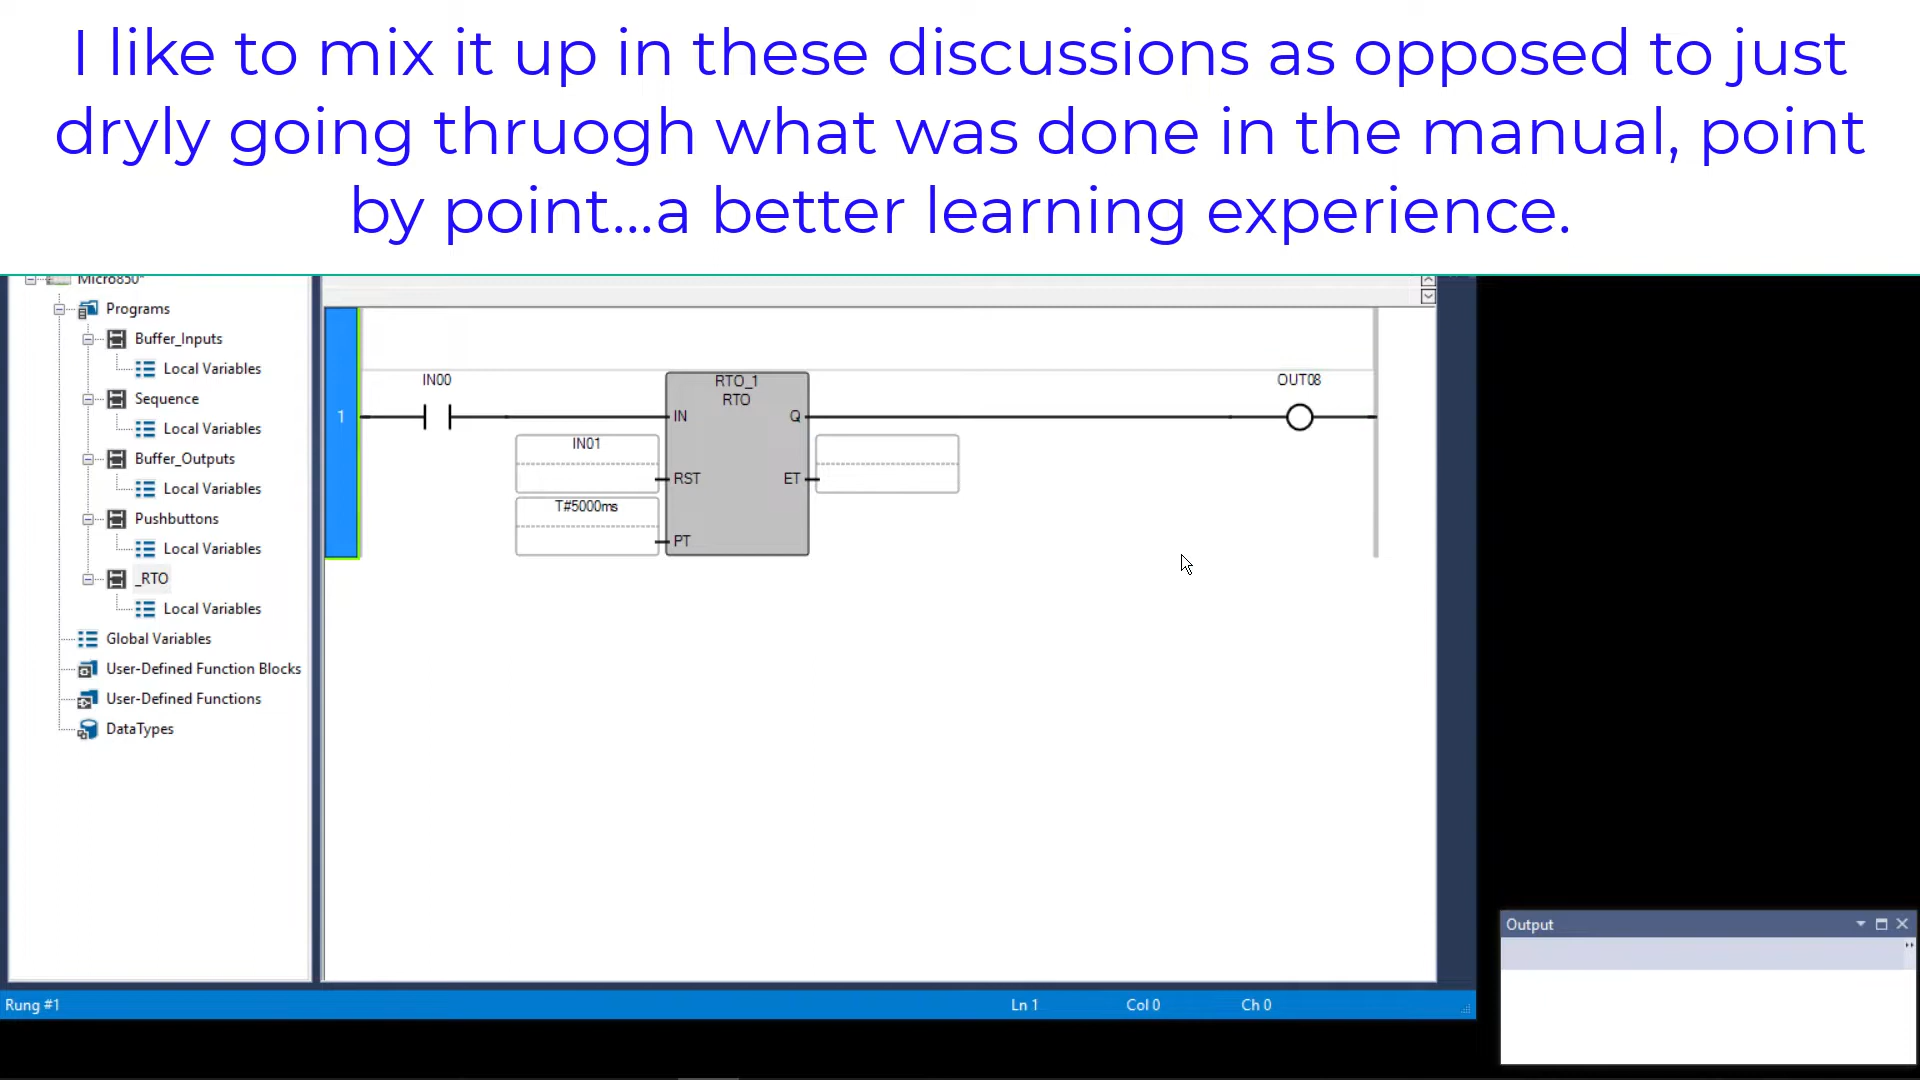 I like to mix it up in these discussions as opposed to just
dryly going thruogh what was done in the manual, point
by point...a better learning experience.
Micro850*
Programs
Buffer_Inputs
Local Variables
Sequence
Local Variables
Buffer_Outputs
Local Variables
Pushbuttons
Local Variables
_RTO
Local Variables
Global Variables
User-Defined Function Blocks
User-Defined Functions
DataTypes
1
IN00
RTO_1
RTO
OUT08
IN
Q
IN01
RST
ET
T#5000ms
PT
Output
Rung #1
Ln 1
Col 0
Ch 0